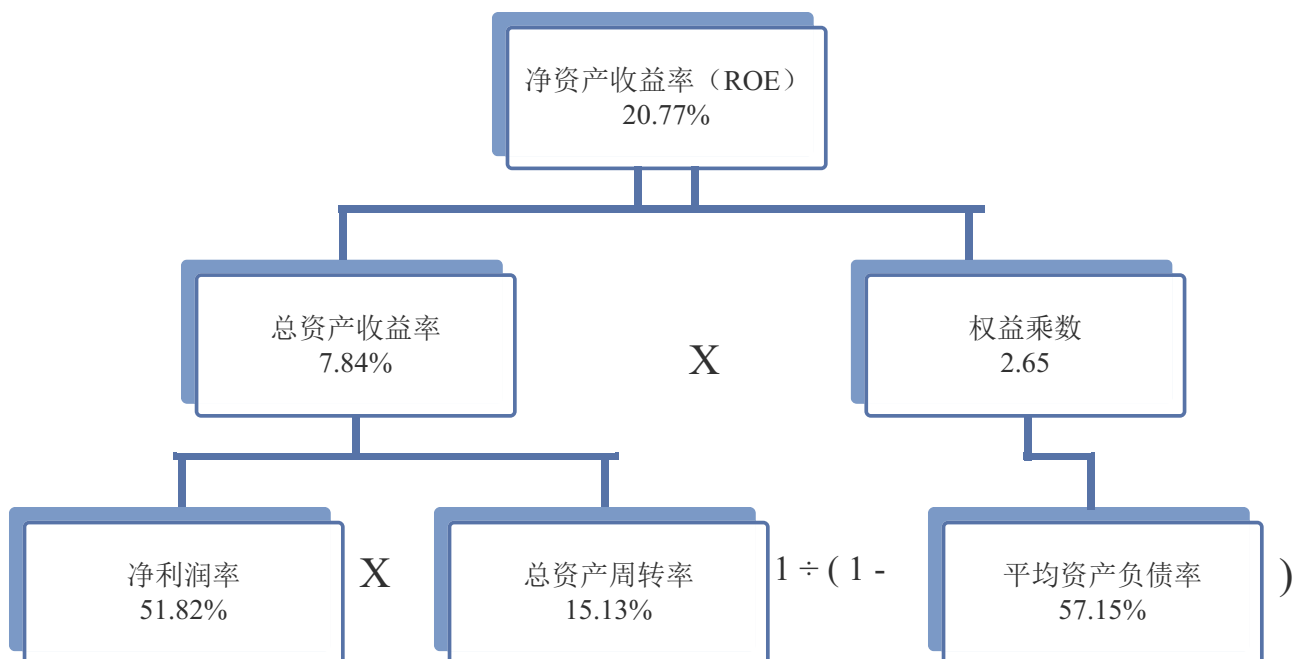 净资产收益率（ROE）
20.77%
总资产收益率
7.84%
X
权益乘数
2.65
净利润率
51.82%
X
总资产周转率
15.13%
1 ÷ ( 1 -
平均资产负债率
57.15%
)